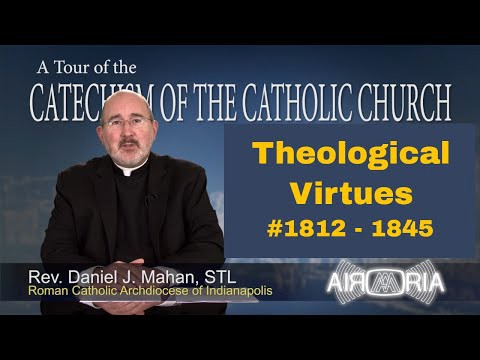 A Tour of the
CATECHISM OF THE CATHOLIC CHURCH
Theological
Virtues
#1812 - 1845
Rev. Daniel J. Mahan, STL
Roman Catholic Archdiocese of Indianapolis
AIRMARIA